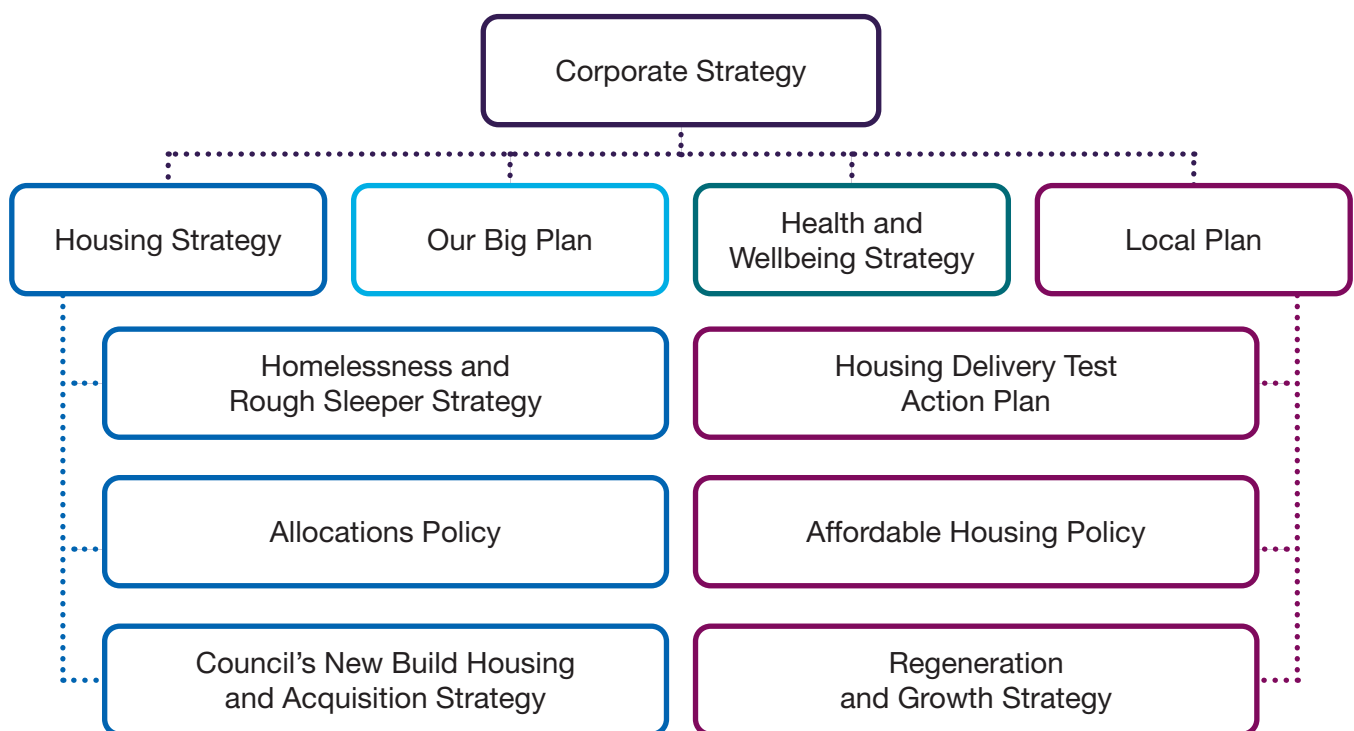 Corporate Strategy
Housing Strategy
Our Big Plan
Health and
Wellbeing Strategy
Local Plan
Homelessness and
Rough Sleeper Strategy
Housing Delivery Test
Action Plan
Allocations Policy
Affordable Housing Policy
Council’s New Build Housing
and Acquisition Strategy
Regeneration
and Growth Strategy